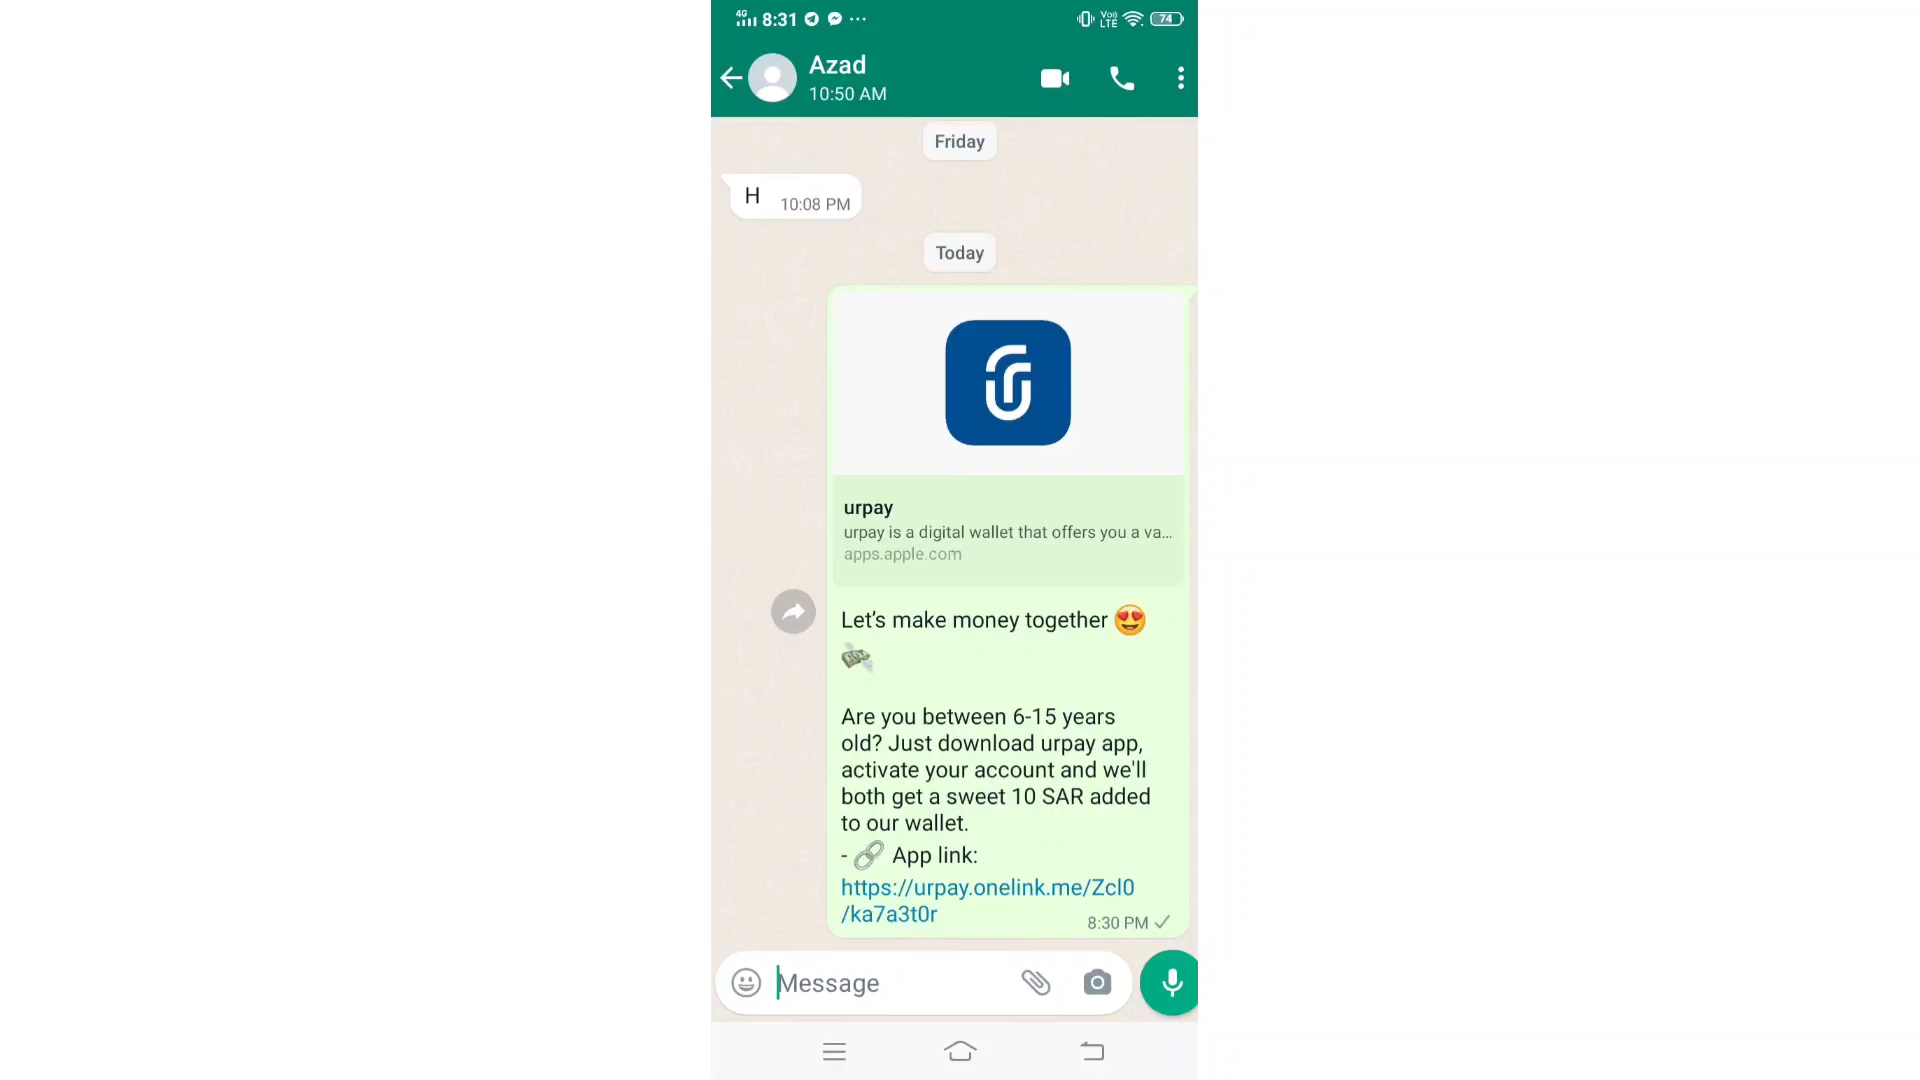 4G 8:31 ... Vo) LTE 74
Azad
10:50 AM
Friday
H 10:08 PM
Today
urpay
urpay is a digital wallet that offers you a va...
apps.apple.com
Let’s make money together 😍
💸
Are you between 6-15 years
old? Just download urpay app,
activate your account and we'll
both get a sweet 10 SAR added
to our wallet.
- 🔗 App link:
https://urpay.onelink.me/Zcl0
/ka7a3t0r
8:30 PM
Message